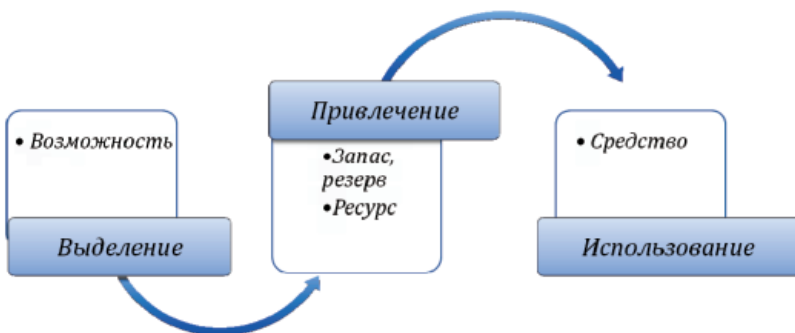 • Возможность
Выделение
Привлечение
•Запас,
резерв
•Ресурс
• Средство
Использование